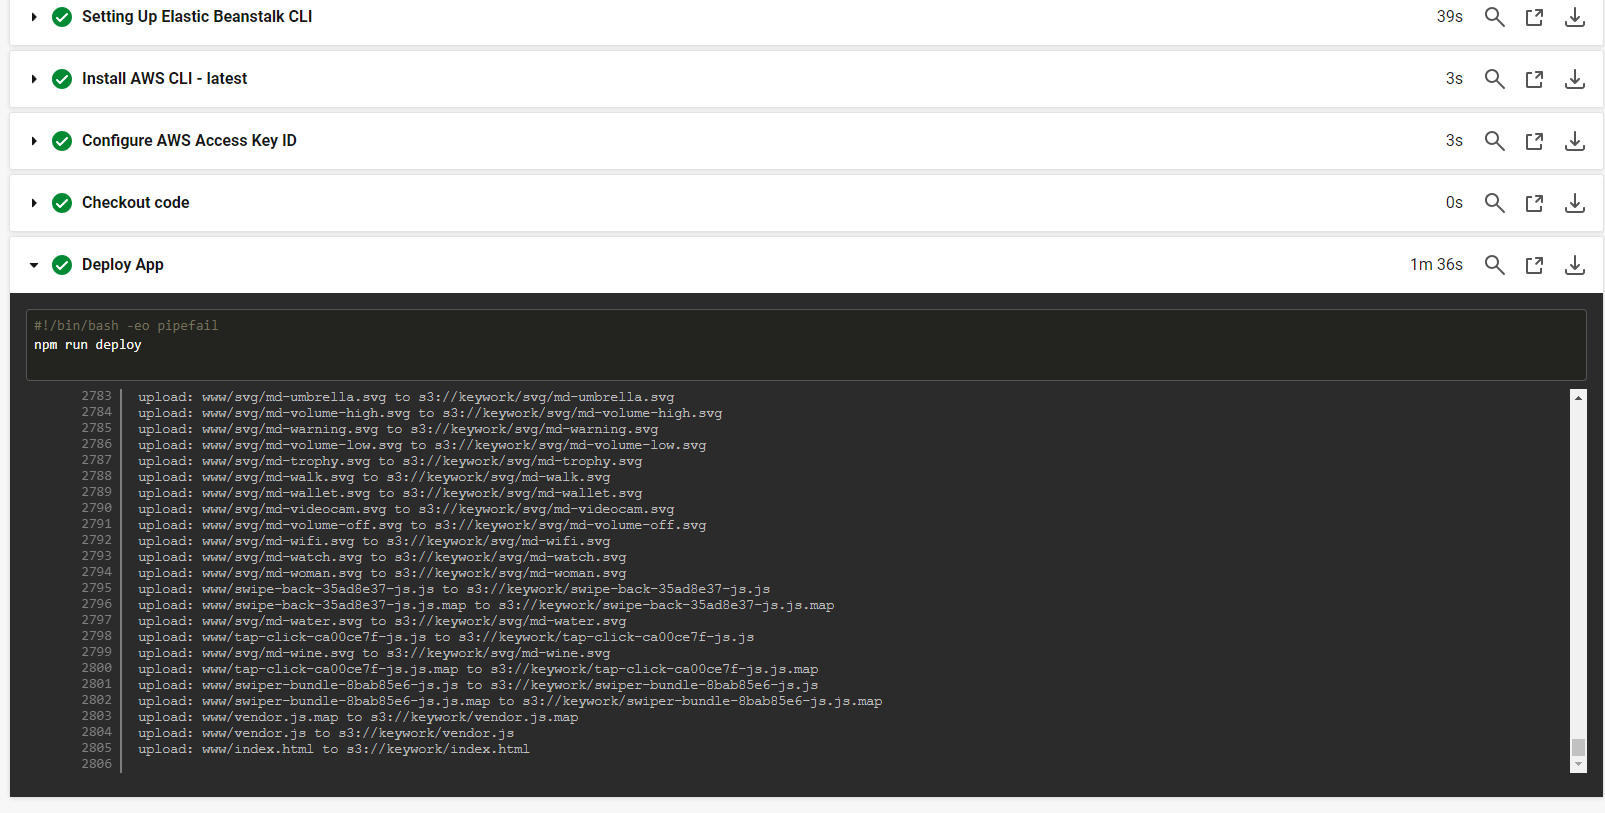 Setting Up Elastic Beanstalk CLI 39s
Install AWS CLI - latest 3s
Configure AWS Access Key ID 3s
Checkout code 0s
Deploy App 1m 36s
#!/bin/bash -eo pipefail
npm run deploy
2783 upload: www/svg/md-umbrella.svg to s3://keywork/svg/md-umbrella.svg
2784 upload: www/svg/md-volume-high.svg to s3://keywork/svg/md-volume-high.svg
2785 upload: www/svg/md-warning.svg to s3://keywork/svg/md-warning.svg
2786 upload: www/svg/md-volume-low.svg to s3://keywork/svg/md-volume-low.svg
2787 upload: www/svg/md-trophy.svg to s3://keywork/svg/md-trophy.svg
2788 upload: www/svg/md-walk.svg to s3://keywork/svg/md-walk.svg
2789 upload: www/svg/md-wallet.svg to s3://keywork/svg/md-wallet.svg
2790 upload: www/svg/md-videocam.svg to s3://keywork/svg/md-videocam.svg
2791 upload: www/svg/md-volume-off.svg to s3://keywork/svg/md-volume-off.svg
2792 upload: www/svg/md-wifi.svg to s3://keywork/svg/md-wifi.svg
2793 upload: www/svg/md-watch.svg to s3://keywork/svg/md-watch.svg
2794 upload: www/svg/md-woman.svg to s3://keywork/svg/md-woman.svg
2795 upload: www/swipe-back-35ad8e37-js.js to s3://keywork/swipe-back-35ad8e37-js.js
2796 upload: www/swipe-back-35ad8e37-js.js.map to s3://keywork/swipe-back-35ad8e37-js.js.map
2797 upload: www/svg/md-water.svg to s3://keywork/svg/md-water.svg
2798 upload: www/tap-click-ca00ce7f-js.js to s3://keywork/tap-click-ca00ce7f-js.js
2799 upload: www/svg/md-wine.svg to s3://keywork/svg/md-wine.svg
2800 upload: www/tap-click-ca00ce7f-js.js.map to s3://keywork/tap-click-ca00ce7f-js.js.map
2801 upload: www/swiper-bundle-8bab85e6-js.js to s3://keywork/swiper-bundle-8bab85e6-js.js
2802 upload: www/swiper-bundle-8bab85e6-js.js.map to s3://keywork/swiper-bundle-8bab85e6-js.js.map
2803 upload: www/vendor.js.map to s3://keywork/vendor.js.map
2804 upload: www/vendor.js to s3://keywork/vendor.js
2805 upload: www/index.html to s3://keywork/index.html
2806